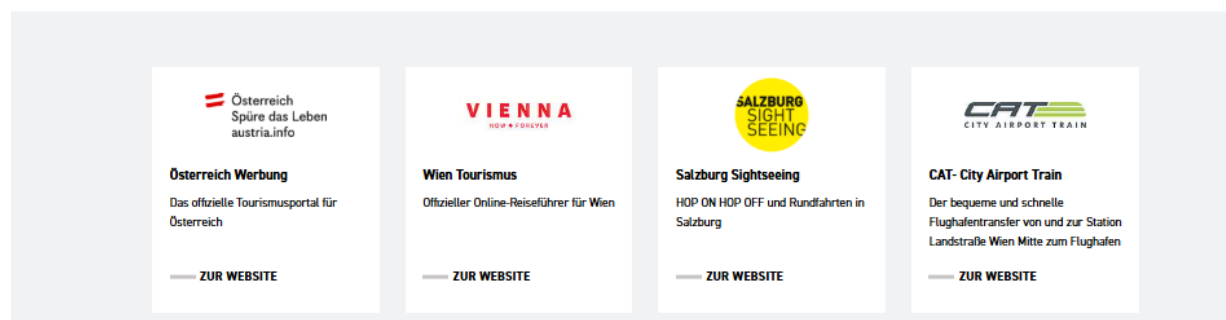 Österreich
Spüre das Leben
austria.info
Österreich Werbung
Das offizielle Tourismusportal für
Österreich
ZUR WEBSITE
VIENNA
NOW ♦ FOREVER
Wien Tourismus
Offizieller Online-Reiseführer für Wien
ZUR WEBSITE
SALZBURG
SIGHT
SEEING
Salzburg Sightseeing
HOP ON HOP OFF und Rundfahrten in
Salzburg
ZUR WEBSITE
CAT
CITY AIRPORT TRAIN
CAT- City Airport Train
Der bequeme und schnelle
Flughafentransfer von und zur Station
Landstraße Wien Mitte zum Flughafen
ZUR WEBSITE